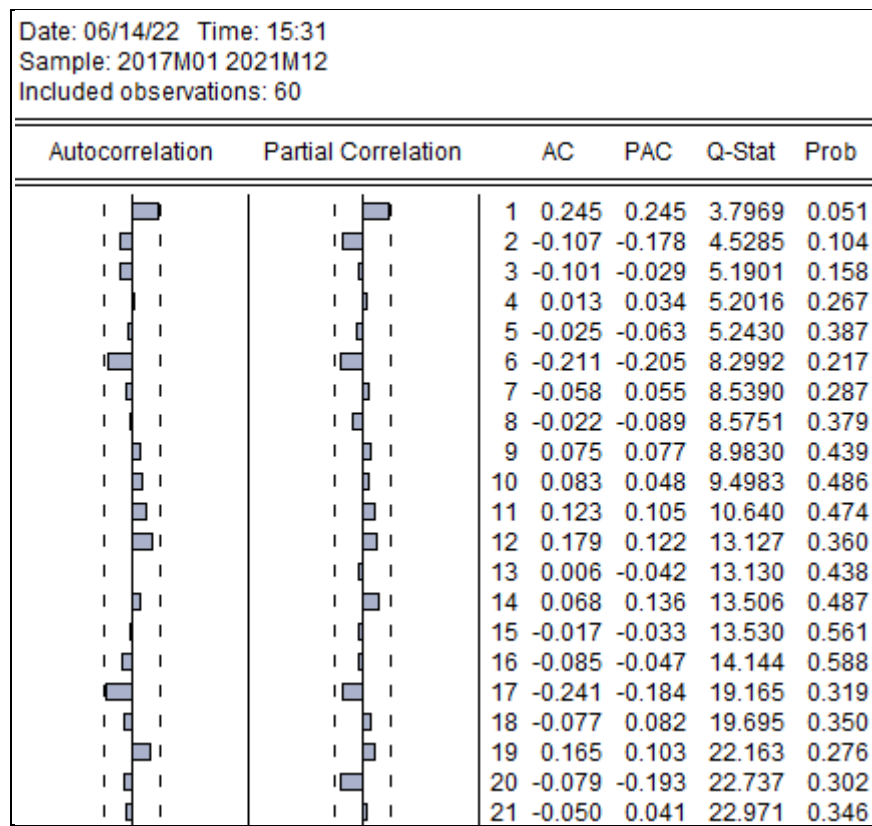 Date: 06/14/22 Time: 15:31
Sample: 2017M01 2021M12
Included observations: 60
Autocorrelation Partial Correlation AC PAC Q-Stat Prob
1 0.245 0.245 3.7969 0.051
2 -0.107 -0.178 4.5285 0.104
3 -0.101 -0.029 5.1901 0.158
4 0.013 0.034 5.2016 0.267
5 -0.025 -0.063 5.2430 0.387
6 -0.211 -0.205 8.2992 0.217
7 -0.058 0.055 8.5390 0.287
8 -0.022 -0.089 8.5751 0.379
9 0.075 0.077 8.9830 0.439
10 0.083 0.048 9.4983 0.486
11 0.123 0.105 10.640 0.474
12 0.179 0.122 13.127 0.360
13 0.006 -0.042 13.130 0.438
14 0.068 0.136 13.506 0.487
15 -0.017 -0.033 13.530 0.561
16 -0.085 -0.047 14.144 0.588
17 -0.241 -0.184 19.165 0.319
18 -0.077 0.082 19.695 0.350
19 0.165 0.103 22.163 0.276
20 -0.079 -0.193 22.737 0.302
21 -0.050 0.041 22.971 0.346